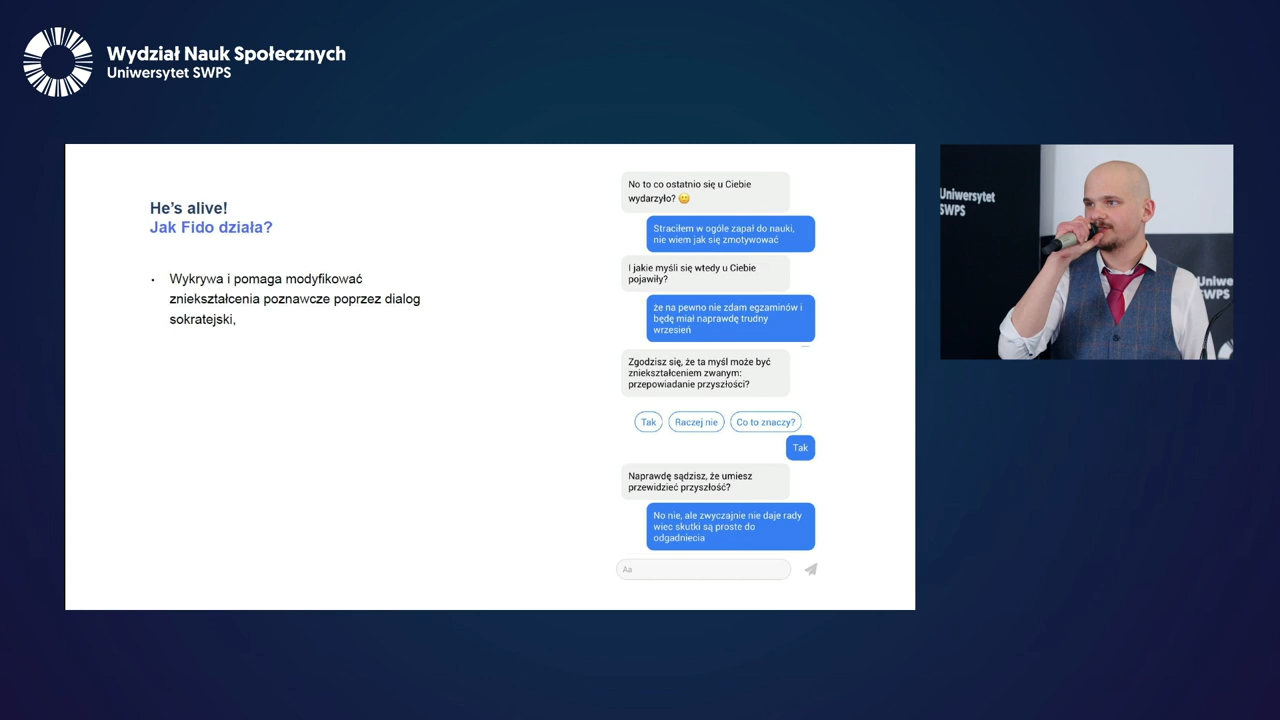 Wydział Nauk Społecznych
Uniwersytet SWPS
He's alive!
Jak Fido działa?
• Wykrywa i pomaga modyfikować
zniekształcenia poznawcze poprzez dialog
sokratejski,
No to co ostatnio się u Ciebie
wydarzyło? 🙂
Straciłem w ogóle zapał do nauki,
nie wiem jak się zmotywować
I jakie myśli się wtedy u Ciebie
pojawiły?
że na pewno nie zdam egzaminów i
będę miał naprawdę trudny
wrzesień
Zgodzisz się, że ta myśl może być
zniekształceniem zwanym:
przepowiadanie przyszłości?
Tak Raczej nie Co to znaczy?
Tak
Naprawdę sądzisz, że umiesz
przewidzieć przyszłość?
No nie, ale zwyczajnie nie daje rady
wiec skutki są proste do
odgadniecia
Aa
Uniwersytet
SWPS
Uniwe
SWPS